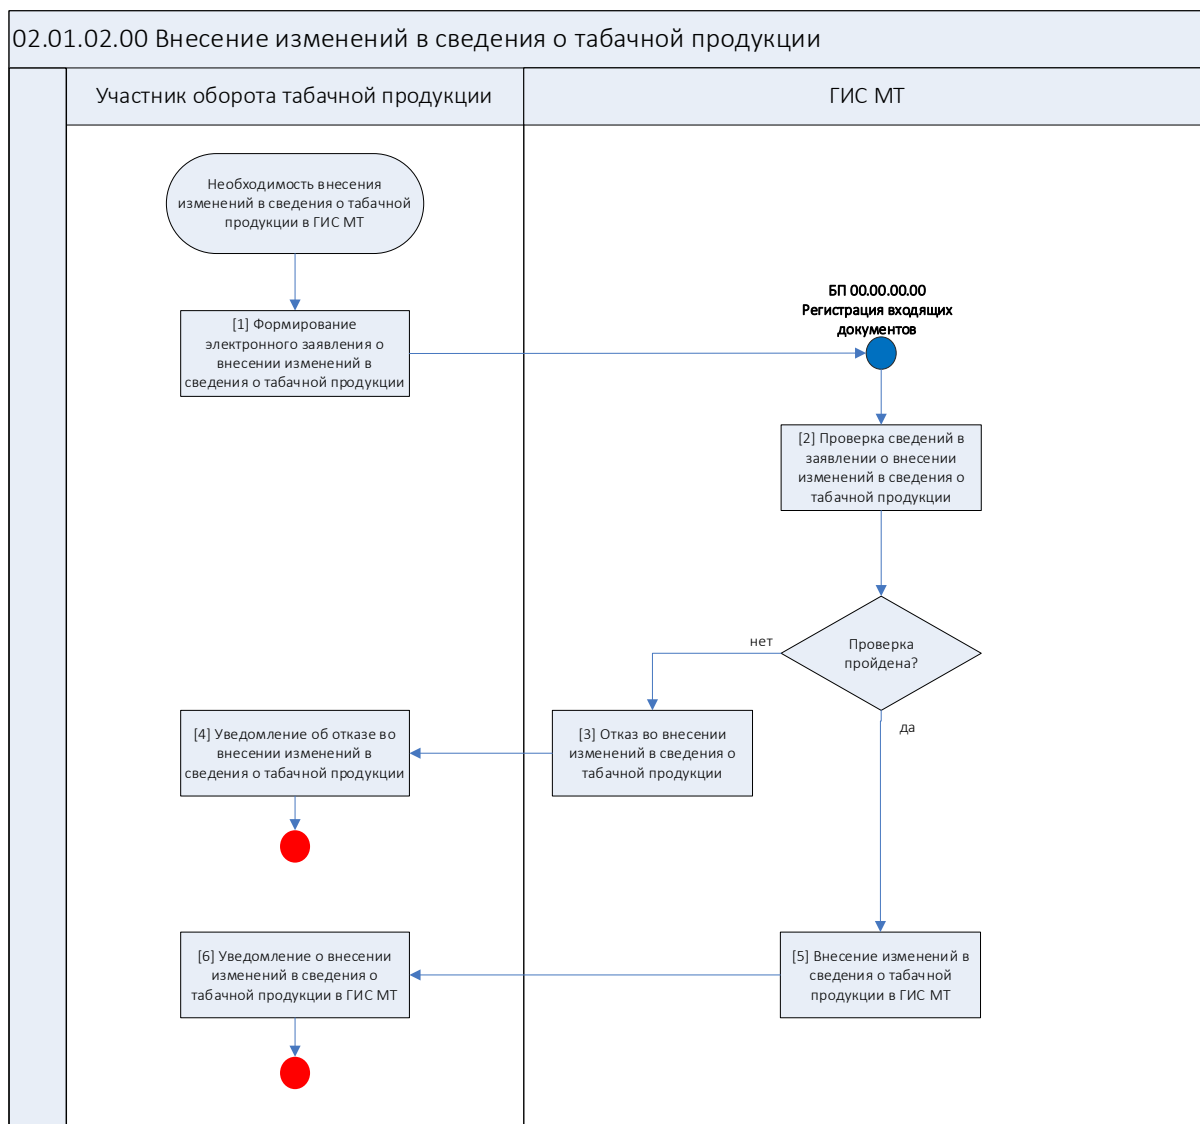 02.01.02.00 Внесение изменений в сведения о табачной продукции
Участник оборота табачной продукции
ГИС МТ
Необходимость внесения
изменений в сведения о табачной
продукции в ГИС МТ
БП 00.00.00.00
Регистрация входящих
документов
[1] Формирование
электронного заявления о
внесении изменений в
сведения о табачной продукции
[2] Проверка сведений в
заявлении о внесении
изменений в сведения о
табачной продукции
нет
Проверка
пройдена?
да
[4] Уведомление об отказе во
внесении изменений в
сведения о табачной продукции
[3] Отказ во внесении
изменений в сведения о
табачной продукции
[6] Уведомление о внесении
изменений в сведения о
табачной продукции в ГИС МТ
[5] Внесение изменений в
сведения о табачной
продукции в ГИС МТ